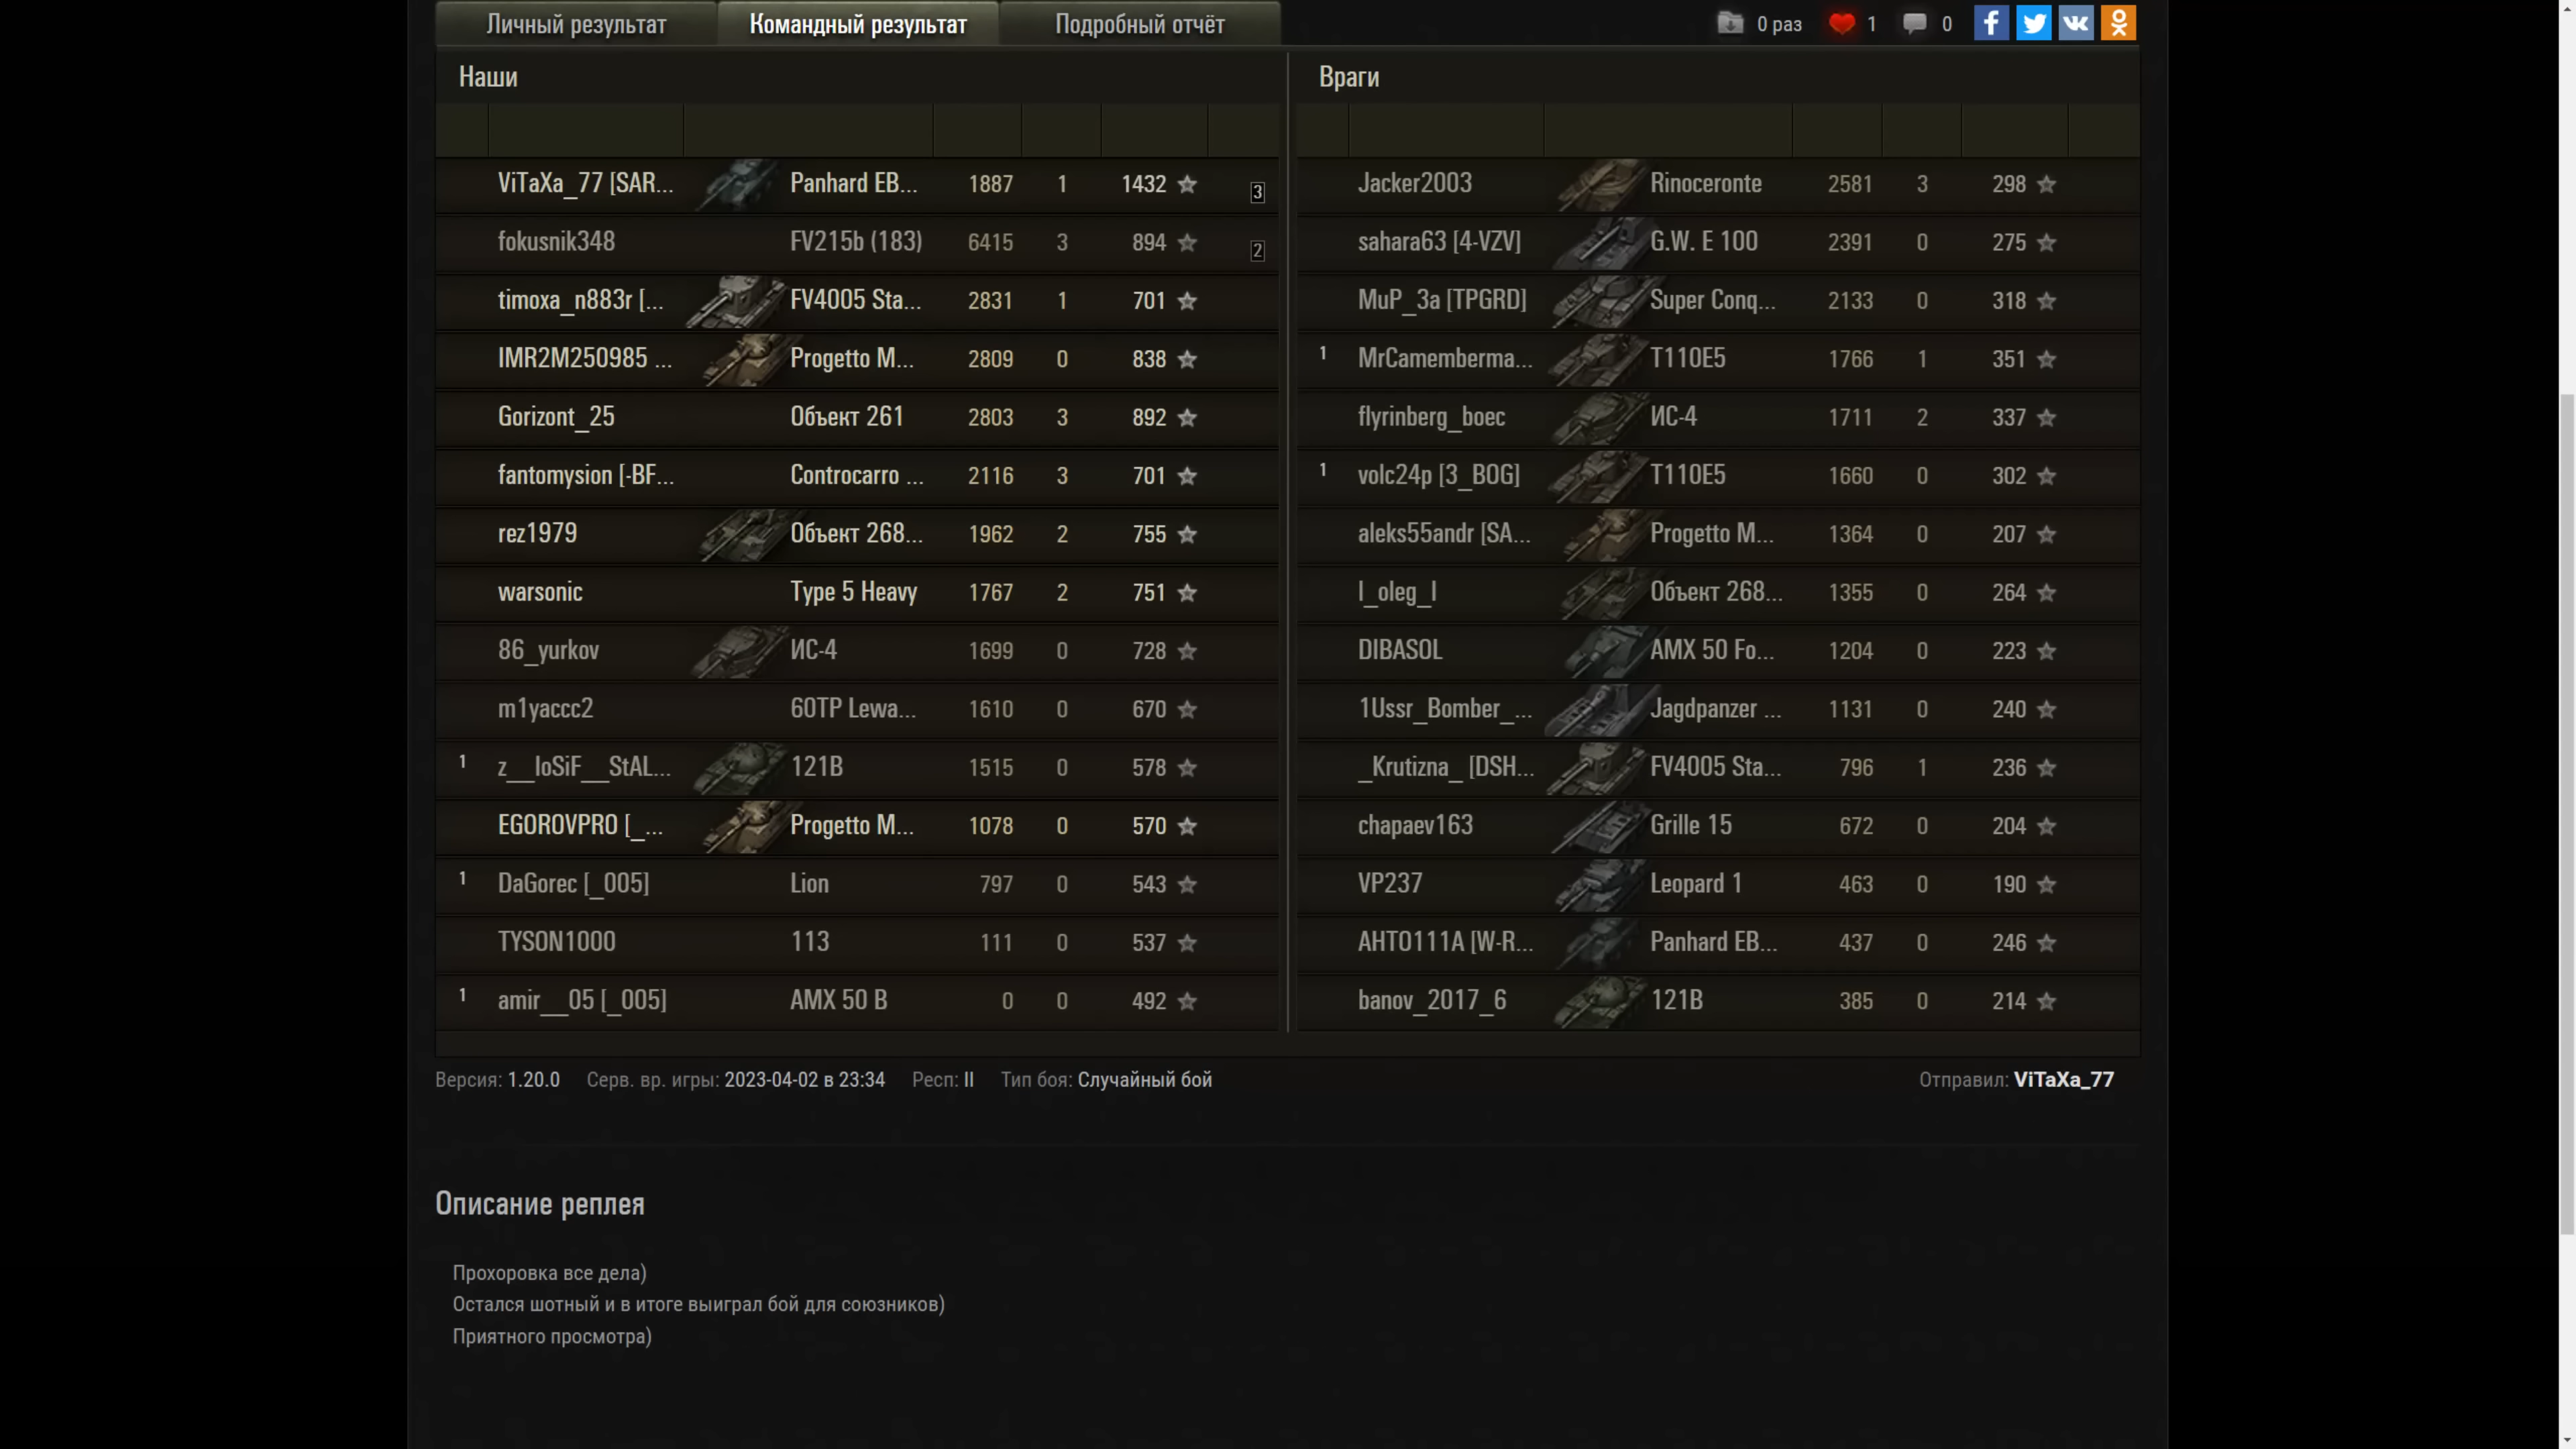 Личный результат Командный результат Подробный отчёт 0 раз 1 0
Наши Враги
ViTaXa_77 [SAR... Panhard EB... 1887 1 1432 3 Jacker2003 Rinoceronte 2581 3 298
fokusnik348 FV215b (183) 6415 3 894 2 sahara63 [4-VZV] G.W. E 100 2391 0 275
timoxa_n883r [... FV4005 Sta... 2831 1 701 MuP_3a [TPGRD] Super Conq... 2133 0 318
IMR2M250985 ... Progetto M... 2809 0 838 1 MrCamemberma... T110E5 1766 1 351
Gorizont_25 Объект 261 2803 3 892 flyrinberg_boec ИС-4 1711 2 337
fantomysion [-BF... Controcarro ... 2116 3 701 1 volc24p [3_BOG] T110E5 1660 0 302
rez1979 Объект 268... 1962 2 755 aleks55andr [SA... Progetto M... 1364 0 207
warsonic Type 5 Heavy 1767 2 751 I_oleg_I Объект 268... 1355 0 264
86_yurkov ИС-4 1699 0 728 DIBASOL AMX 50 Fo... 1204 0 223
m1yaccc2 60TP Lewa... 1610 0 670 1Ussr_Bomber_... Jagdpanzer ... 1131 0 240
1 z__IoSiF__StAL... 121B 1515 0 578 _Krutizna_ [DSH... FV4005 Sta... 796 1 236
EGOROVPRO [_... Progetto M... 1078 0 570 chapaev163 Grille 15 672 0 204
1 DaGorec [_005] Lion 797 0 543 VP237 Leopard 1 463 0 190
TYSON1000 113 111 0 537 AHTO111A [W-R... Panhard EB... 437 0 246
1 amir__05 [_005] AMX 50 B 0 0 492 banov_2017_6 121B 385 0 214
Версия: 1.20.0 Серв. вр. игры: 2023-04-02 в 23:34 Респ: II Тип боя: Случайный бой Отправил: ViTaXa_77
Описание реплея
Прохоровка все дела)
Остался шотный и в итоге выиграл бой для союзников)
Приятного просмотра)